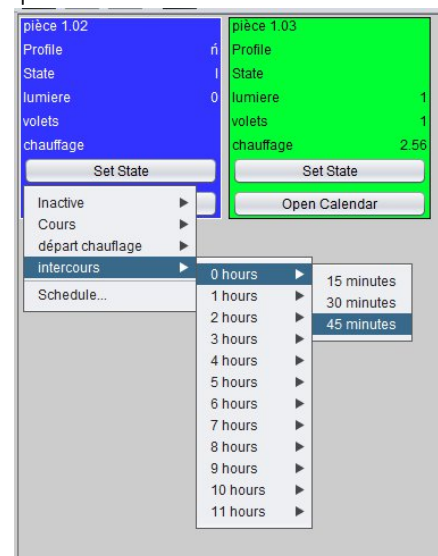 pièce 1.02
Profile ń
State l
lumiere 0
volets
chauffage
Set State
pièce 1.03
Profile
State
lumiere 1
volets 1
chauffage 2.56
Set State
Open Calendar
Inactive
Cours
départ chauflage
intercours
Schedule...
0 hours
1 hours
2 hours
3 hours
4 hours
5 hours
6 hours
7 hours
8 hours
9 hours
10 hours
11 hours
15 minutes
30 minutes
45 minutes